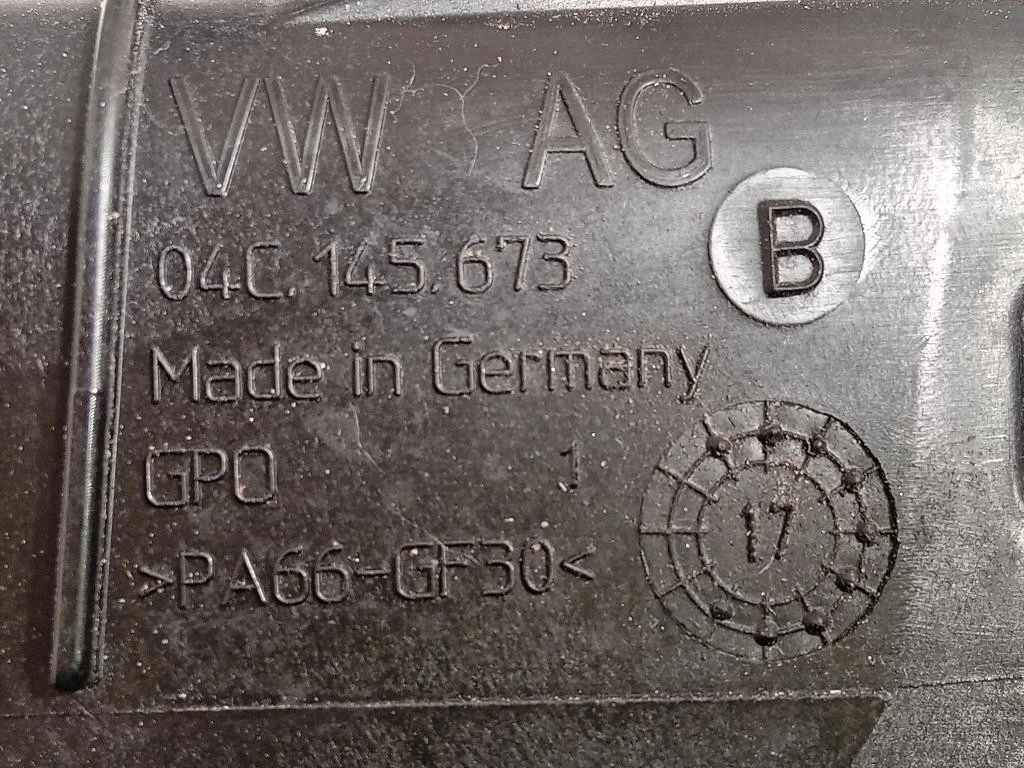 VW AG
04C.145.673 B
Made in Germany
GPO 1
>PA66-GF30<
17